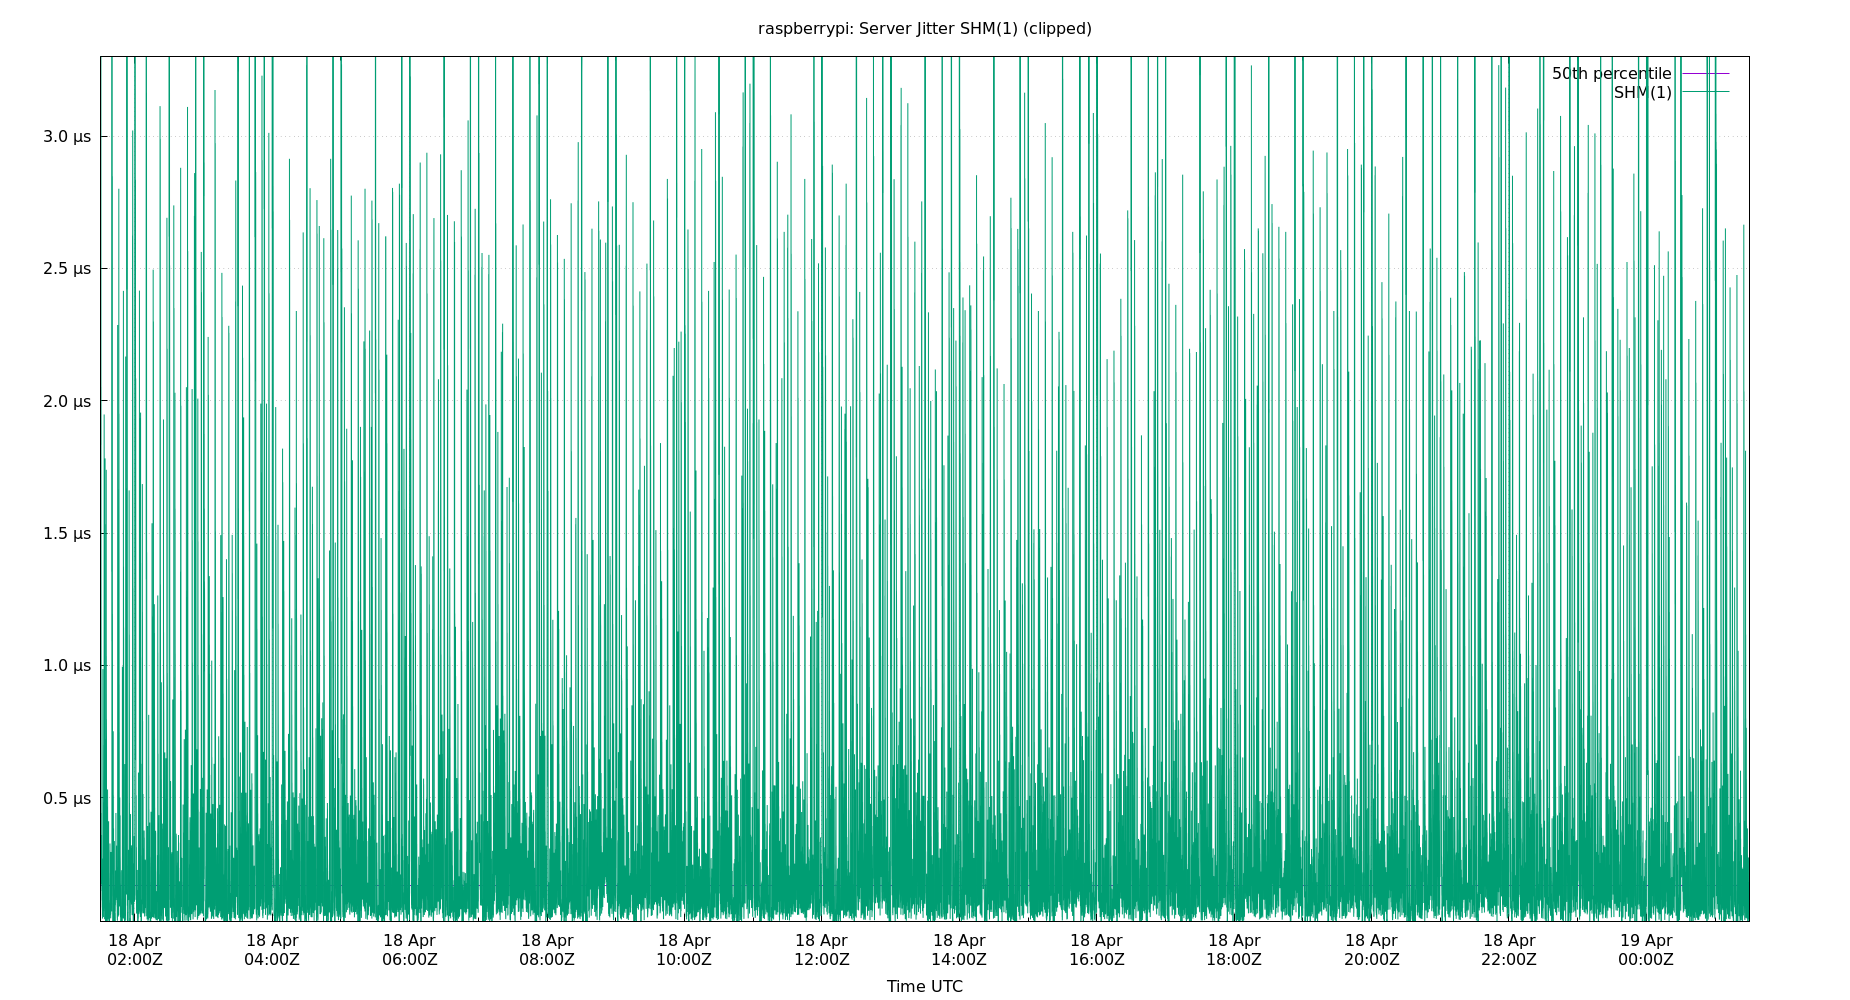 raspberrypi: Server Jitter SHM(1) (clipped)
50th percentile
SHM(1)
3.0 µs
2.5 µs
2.0 µs
1.5 µs
1.0 µs
0.5 µs
18 Apr 18 Apr 18 Apr 18 Apr 18 Apr 18 Apr 18 Apr 18 Apr 18 Apr 18 Apr 18 Apr 19 Apr
02:00Z 04:00Z 06:00Z 08:00Z 10:00Z 12:00Z 14:00Z 16:00Z 18:00Z 20:00Z 22:00Z 00:00Z
Time UTC